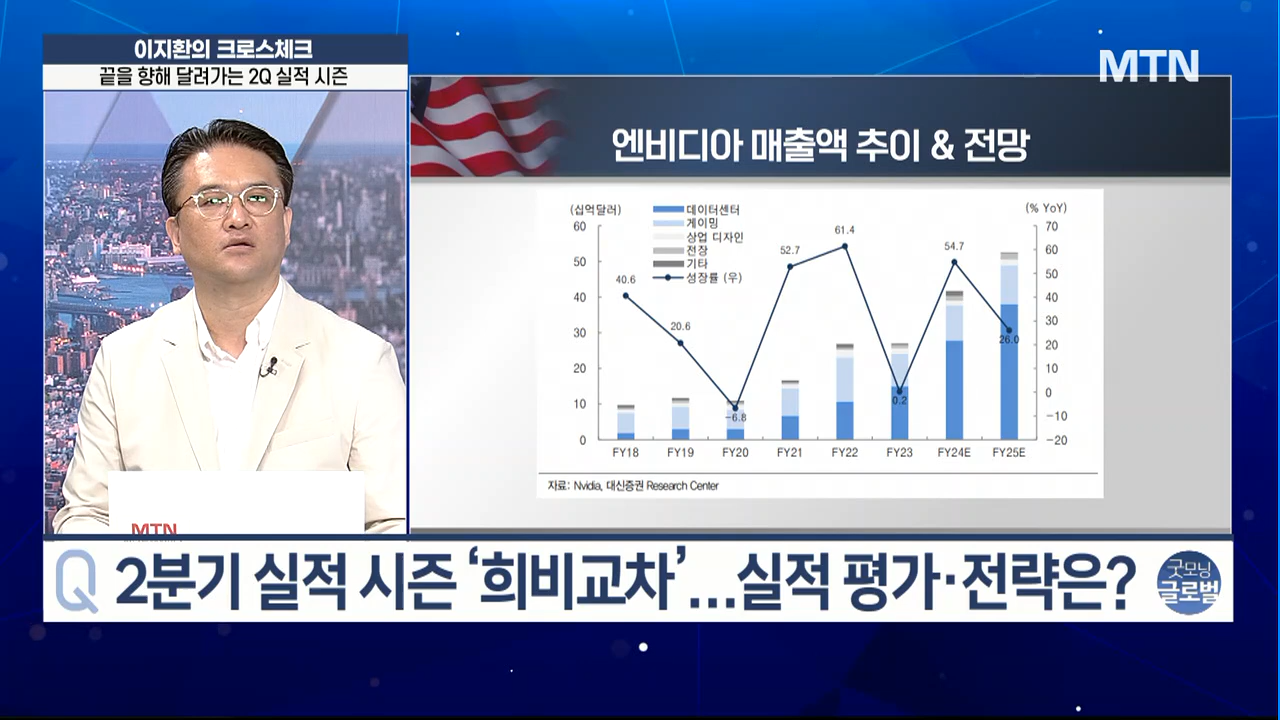 이지환의 크로스체크
끝을 향해 달려가는 2Q 실적 시즌
MTN
엔비디아 매출액 추이 & 전망
(십억달러)
(% YoY)
데이터센터
게이밍
상업 디자인
전장
기타
성장률 (우)
60
50
40
30
20
10
0
70
60
50
40
30
20
10
0
-10
-20
40.6
20.6
-6.8
52.7
61.4
0.2
54.7
26.0
FY18 FY19 FY20 FY21 FY22 FY23 FY24E FY25E
자료: Nvidia, 대신증권 Research Center
MTN
Q 2분기 실적 시즌 ‘희비교차’...실적 평가·전략은?
굿모닝
글로벌